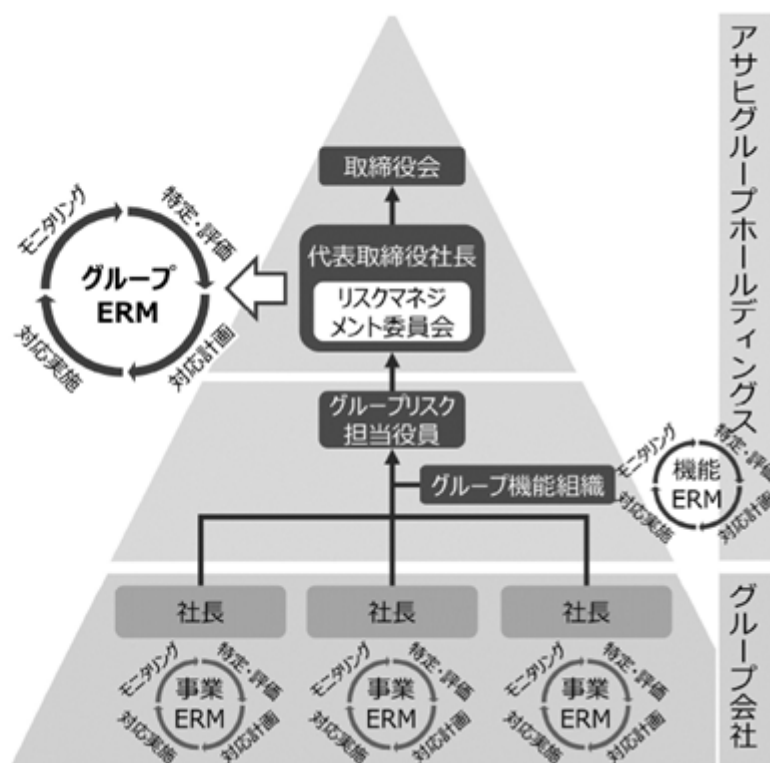 アサヒグループホールディングス
取締役会
代表取締役社長
リスクマネジ
メント委員会
モニタリング
特定・評価
グループ
ERM
対応実施
対応計画
グループリスク
担当役員
グループ機能組織
モニタリング
特定・評価
機能
ERM
対応実施
対応計画
グループ会社
社長
社長
社長
モニタリング
特定・評価
事業
ERM
対応実施
対応計画
モニタリング
特定・評価
事業
ERM
対応実施
対応計画
モニタリング
特定・評価
事業
ERM
対応実施
対応計画